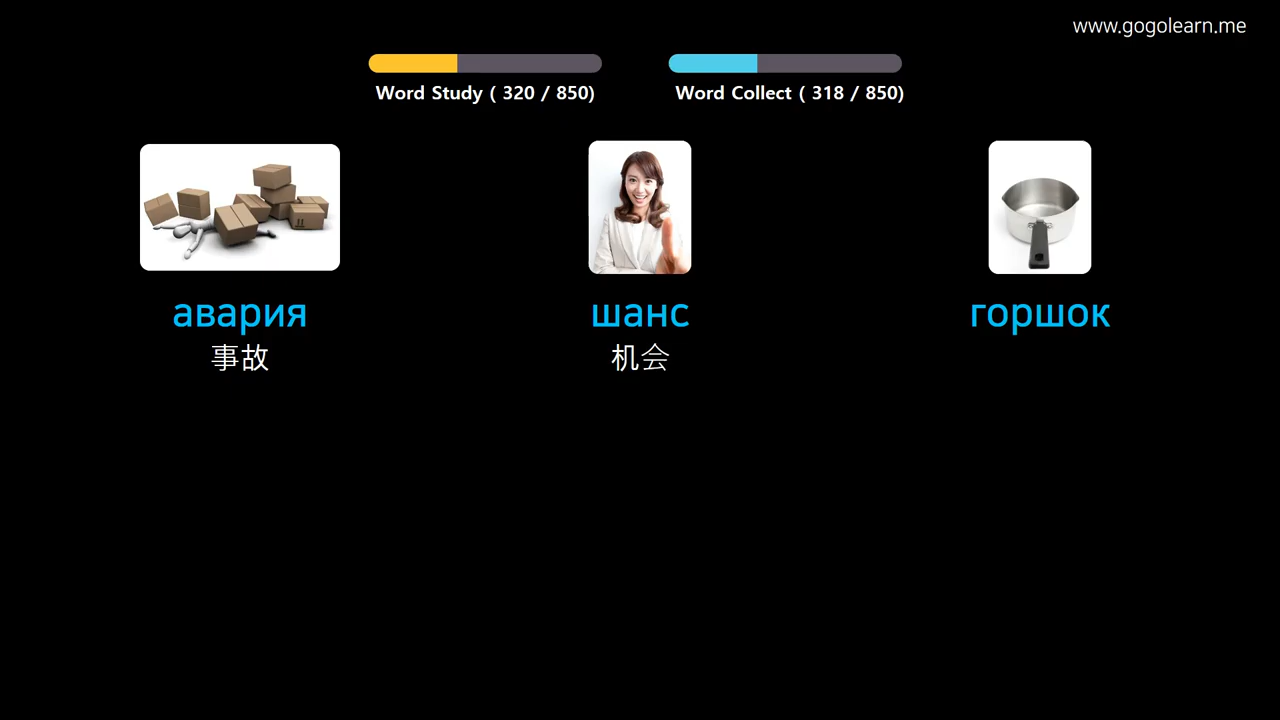 www.gogolearn.me
Word Study ( 320 / 850)
Word Collect ( 318 / 850)
авария
шанс
горшок
事故
机会